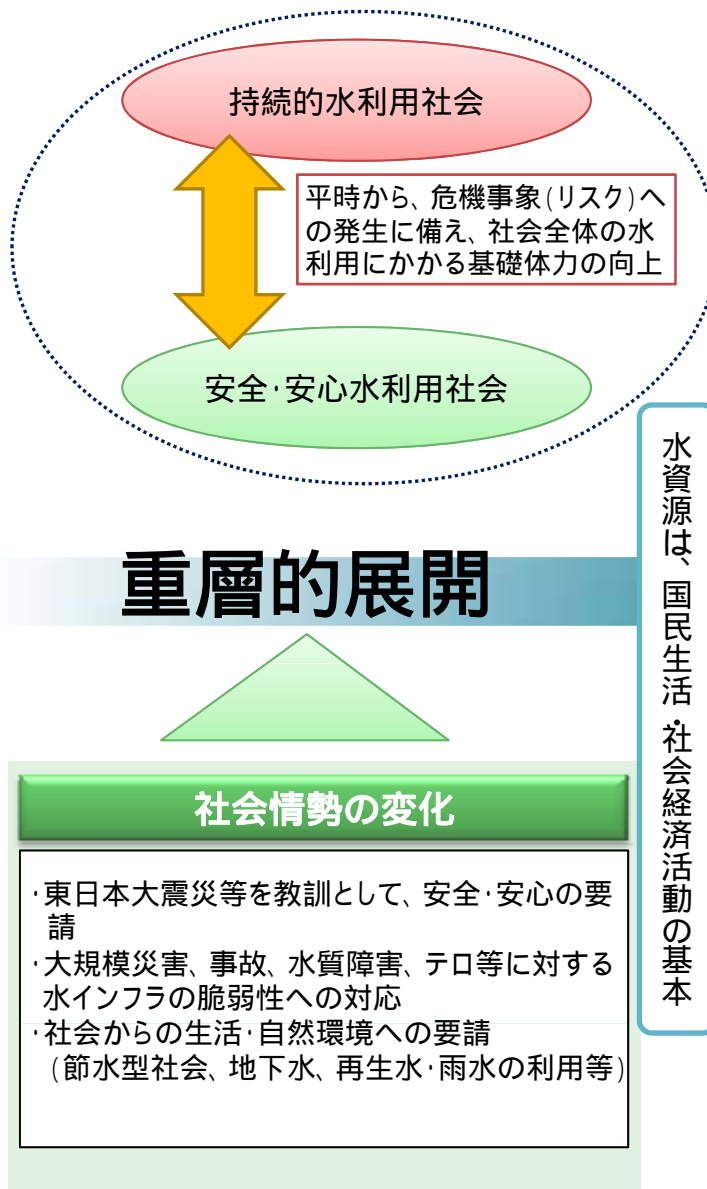 持続的水利用社会
平時から、危機事象(リスク)へ
の発生に備え、社会全体の水
利用にかかる基礎体力の向上
安全・安心水利用社会
水資源は、国民生活・社会経済活動の基本
重層的展開
社会情勢の変化
・東日本大震災等を教訓として、安全・安心の要
請
・大規模災害、事故、水質障害、テロ等に対する
水インフラの脆弱性への対応
・社会からの生活・自然環境への要請
(節水型社会、地下水、再生水・雨水の利用等)